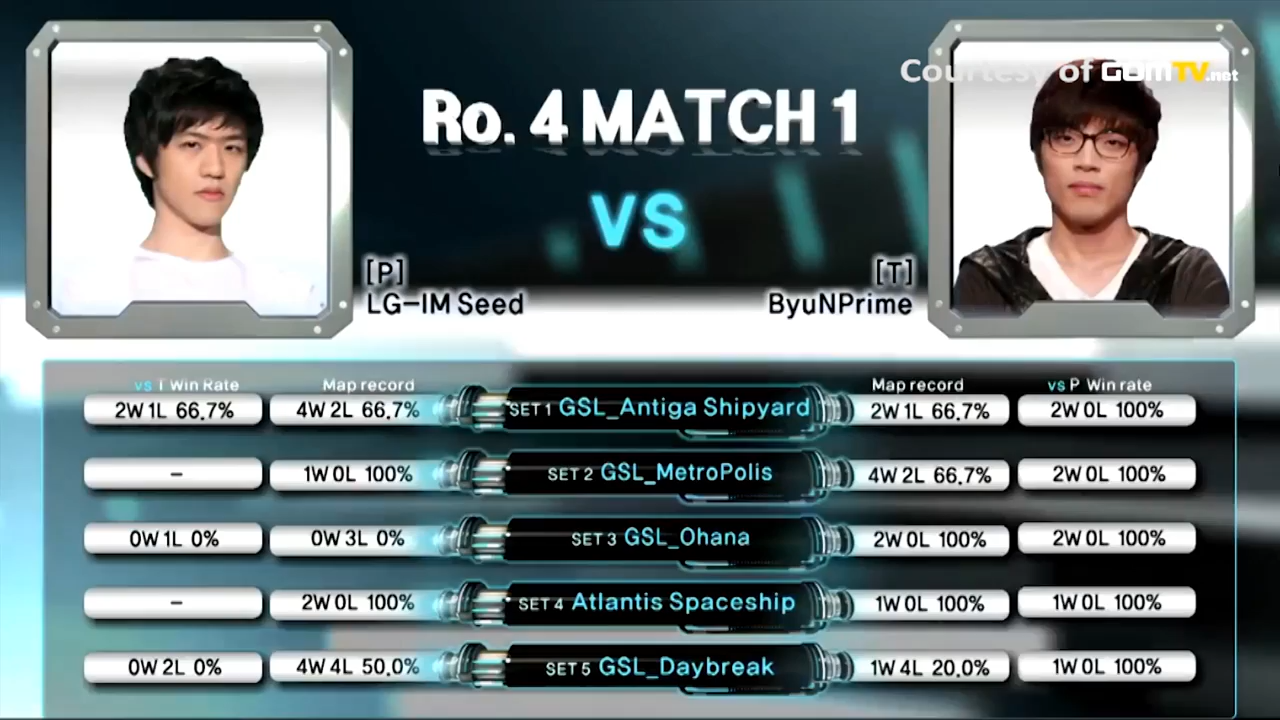 Courtesy of GOMTV.net
Ro. 4 MATCH 1
vs
[P]
LG-IM Seed
[T]
ByuNPrime
vs T Win Rate Map record Map record vs P Win rate
2W 1L 66.7% 4W 2L 66.7% SET 1 GSL_Antiga Shipyard 2W 1L 66.7% 2W 0L 100%
- 1W 0L 100% SET 2 GSL_MetroPolis 4W 2L 66.7% 2W 0L 100%
0W 1L 0% 0W 3L 0% SET 3 GSL_Ohana 2W 0L 100% 2W 0L 100%
- 2W 0L 100% SET 4 Atlantis Spaceship 1W 0L 100% 1W 0L 100%
0W 2L 0% 4W 4L 50.0% SET 5 GSL_Daybreak 1W 4L 20.0% 1W 0L 100%